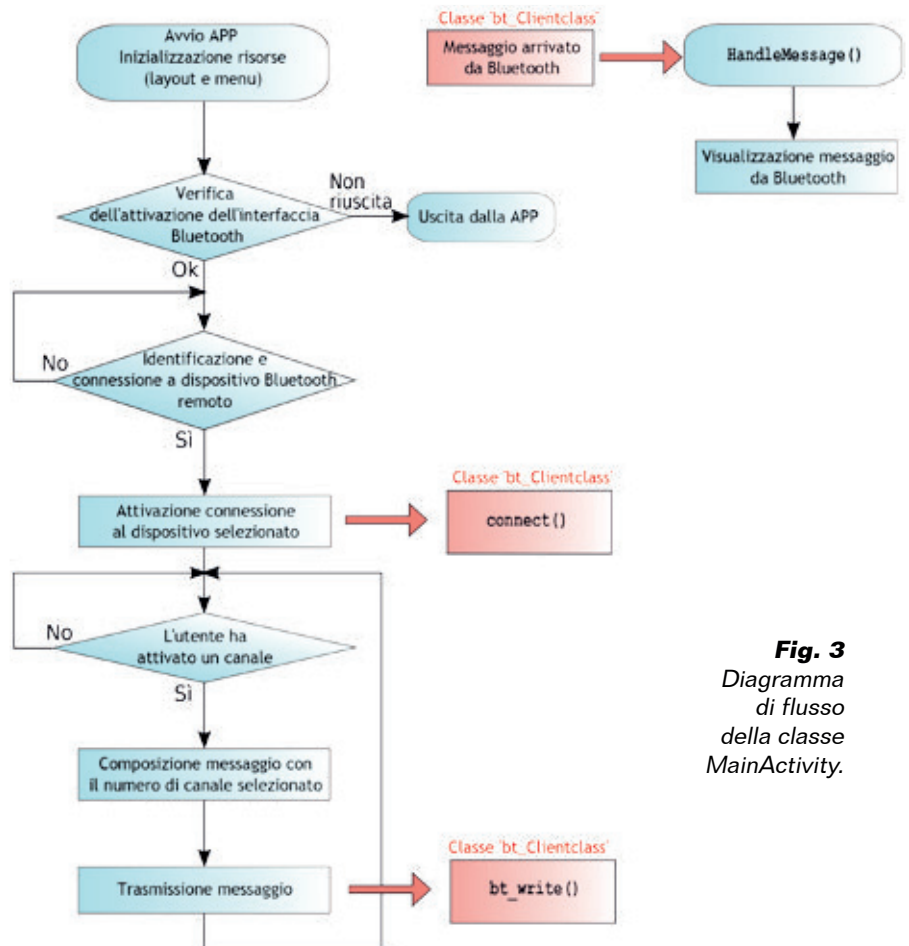 Avvio APP
Inizializzazione risorse
(layout e menu)
Classe 'bt_Clientclass'
Messaggio arrivato
da Bluetooth
HandleMessage()
Visualizzazione messaggio
da Bluetooth
Verifica
dell'attivazione dell'interfaccia
Bluetooth
Non
riuscita
Uscita dalla APP
Ok
No
Identificazione e
connessione a dispositivo Bluetooth
remoto
Sì
Attivazione connessione
al dispositivo selezionato
Classe 'bt_Clientclass'
connect()
No
L'utente ha
attivato un canale
Sì
Composizione messaggio con
il numero di canale selezionato
Trasmissione messaggio
Classe 'bt_Clientclass'
bt_write()
Fig. 3
Diagramma
di flusso
della classe
MainActivity.